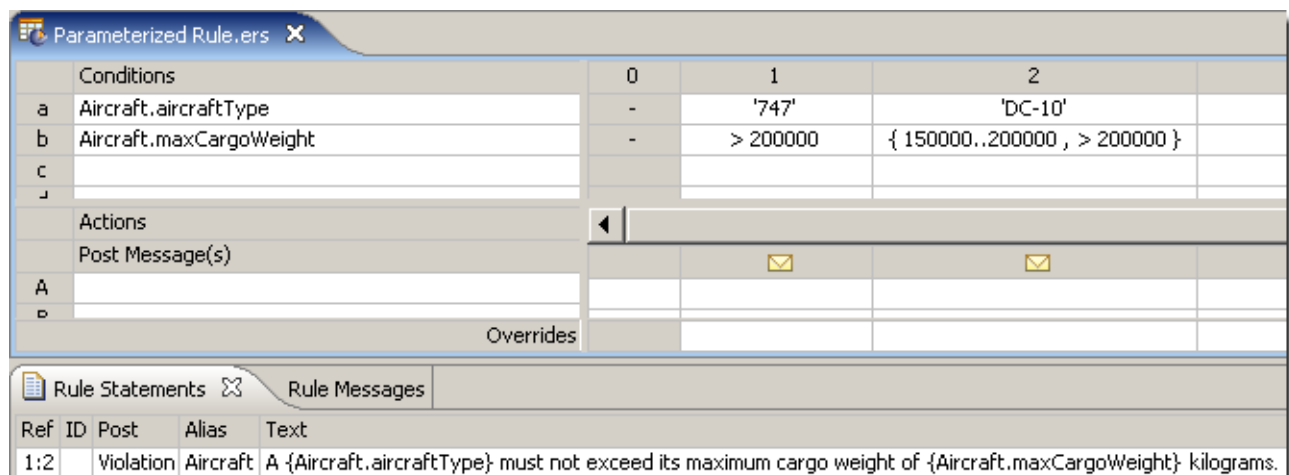 Parameterized Rule.ers
Conditions 0 1 2
a Aircraft.aircraftType - '747' 'DC-10'
b Aircraft.maxCargoWeight - > 200000 { 150000..200000 , > 200000 }
c
Actions
Post Message(s)
A
Overrides
Rule Statements Rule Messages
Ref ID Post Alias Text
1:2 Violation Aircraft A {Aircraft.aircraftType} must not exceed its maximum cargo weight of {Aircraft.maxCargoWeight} kilograms.